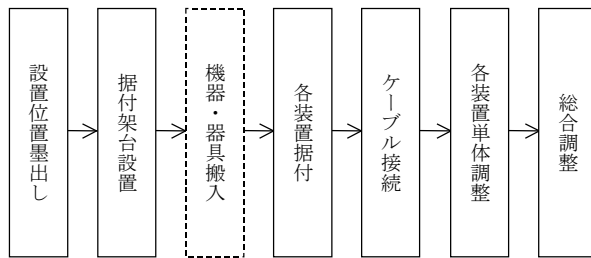 設置位置墨出し
据付架台設置
機器・器具搬入
各装置据付
ケーブル接続
各装置単体調整
総合調整